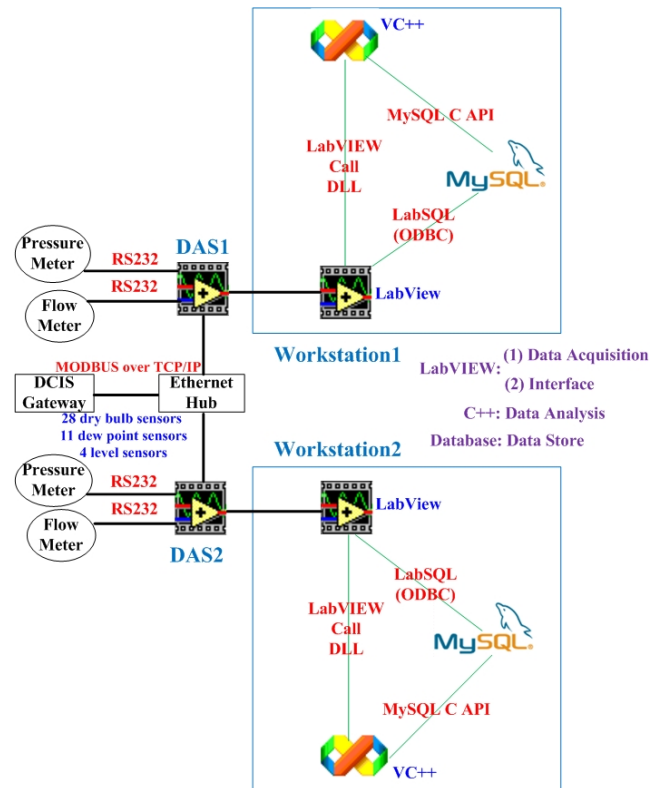 VC++
MySQL C API
LabVIEW
Call
DLL
MySQL®
LabSQL
(ODBC)
Pressure
Meter
RS232
DAS1
RS232
Flow
Meter
LabView
Workstation1
MODBUS over TCP/IP
DCIS
Gateway
Ethernet
Hub
LabVIEW:
(1) Data Acquisition
(2) Interface
C++: Data Analysis
Database: Data Store
28 dry bulb sensors
11 dew point sensors
4 level sensors
Workstation2
Pressure
Meter
RS232
RS232
Flow
Meter
DAS2
LabView
LabSQL
(ODBC)
LabVIEW
Call
DLL
MySQL®
MySQL C API
VC++